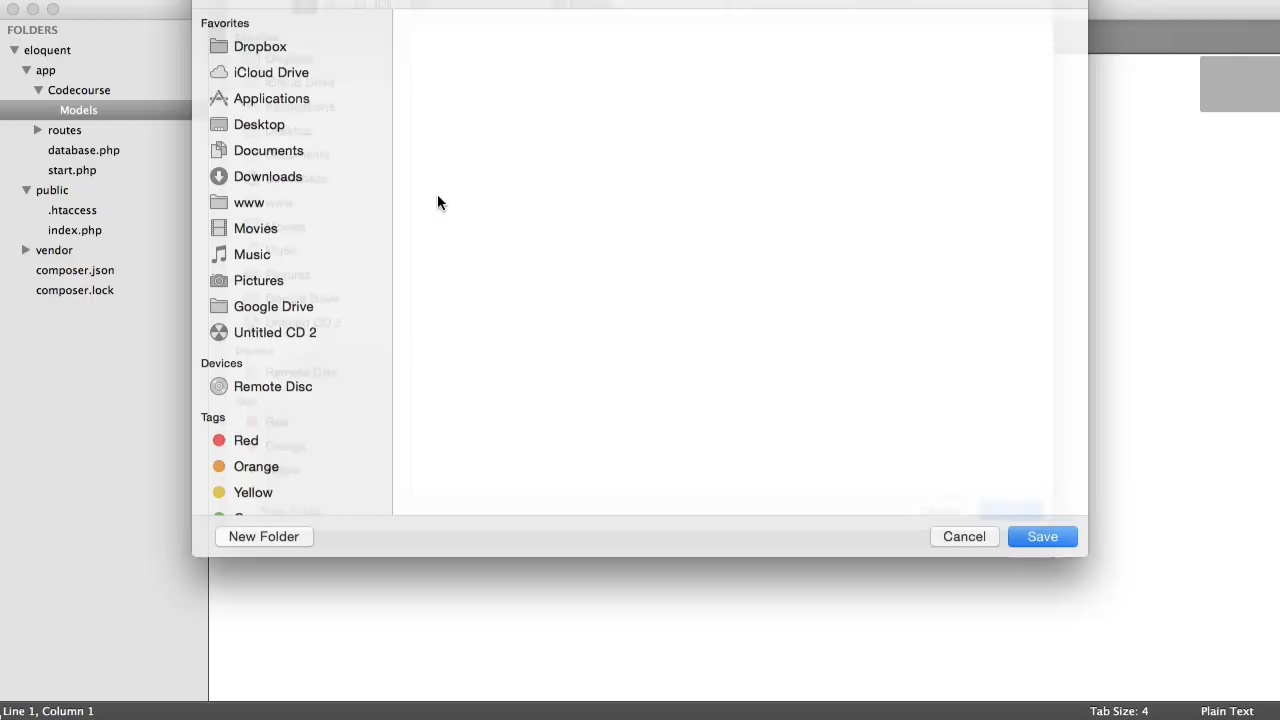 FOLDERS
eloquent
app
Codecourse
Models
routes
database.php
start.php
public
.htaccess
index.php
vendor
composer.json
composer.lock
Favorites
Dropbox
iCloud Drive
Applications
Desktop
Documents
Downloads
www
Movies
Music
Pictures
Google Drive
Untitled CD 2
Devices
Remote Disc
Tags
Red
Orange
Yellow
New Folder
Cancel
Save
Line 1, Column 1
Tab Size: 4
Plain Text